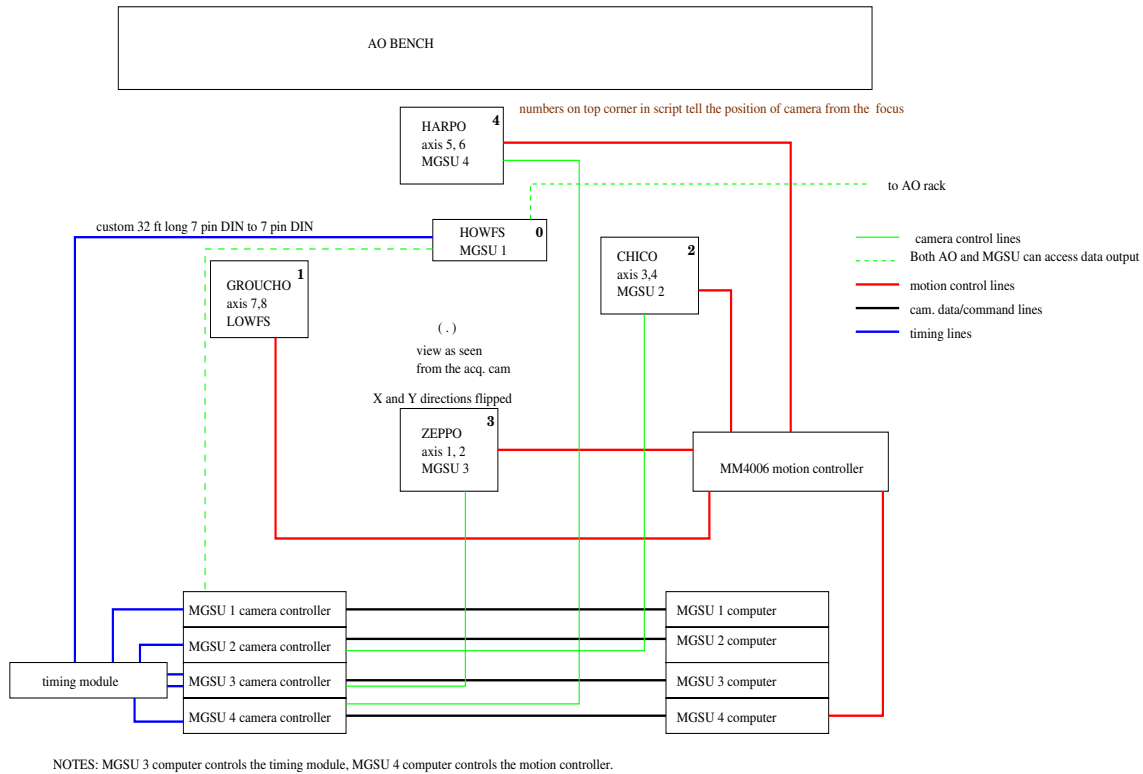 AO BENCH
numbers on top corner in script tell the position of camera from the focus
HARPO
4
axis 5, 6
MGSU 4
to AO rack
custom 32 ft long 7 pin DIN to 7 pin DIN
HOWFS
0
MGSU 1
GROUCHO
1
axis 7,8
LOWFS
CHICO
2
axis 3,4
MGSU 2
camera control lines
Both AO and MGSU can access data output
motion control lines
cam. data/command lines
timing lines
( . )
view as seen
from the acq. cam
X and Y directions flipped
ZEPPO
3
axis 1, 2
MGSU 3
MM4006 motion controller
MGSU 1 camera controller
MGSU 1 computer
MGSU 2 camera controller
MGSU 2 computer
timing module
MGSU 3 camera controller
MGSU 3 computer
MGSU 4 camera controller
MGSU 4 computer
NOTES: MGSU 3 computer controls the timing module, MGSU 4 computer controls the motion controller.